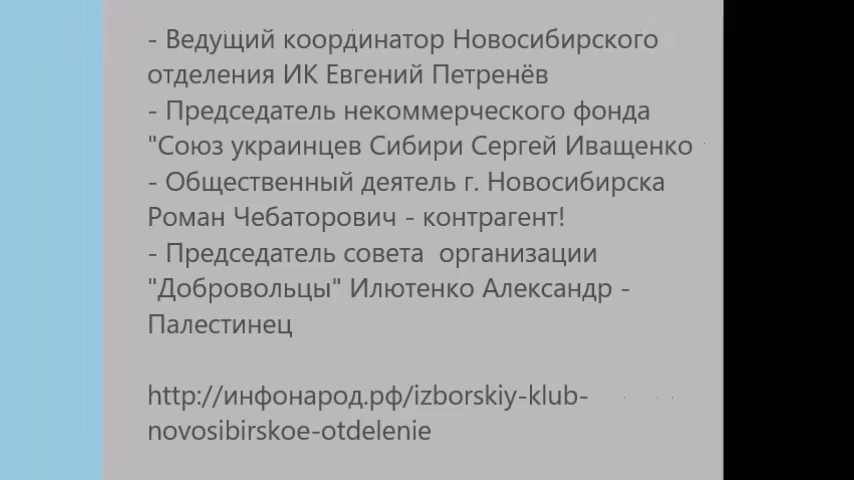 - Ведущий координатор Новосибирского
отделения ИК Евгений Петренёв
- Председатель некоммерческого фонда
"Союз украинцев Сибири Сергей Иващенко
- Общественный деятель г. Новосибирска
Роман Чебаторович - контрагент!
- Председатель совета  организации
"Добровольцы" Илютенко Александр -
Палестинец
http://инфонарод.рф/izborskiy-klub-
novosibirskoe-otdelenie